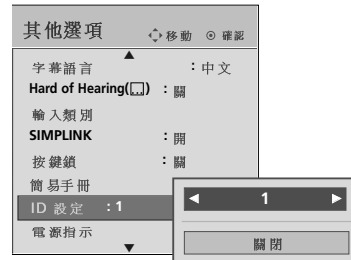 其他選項 移動 ⊙ 確認
▲
字幕語言 : 中文
Hard of Hearing(...) : 關
輸入類別
SIMPLINK : 開
按鍵鎖 : 關
簡易手冊
ID 設定 : 1
電源指示
▼
◀ 1 ▶
關閉